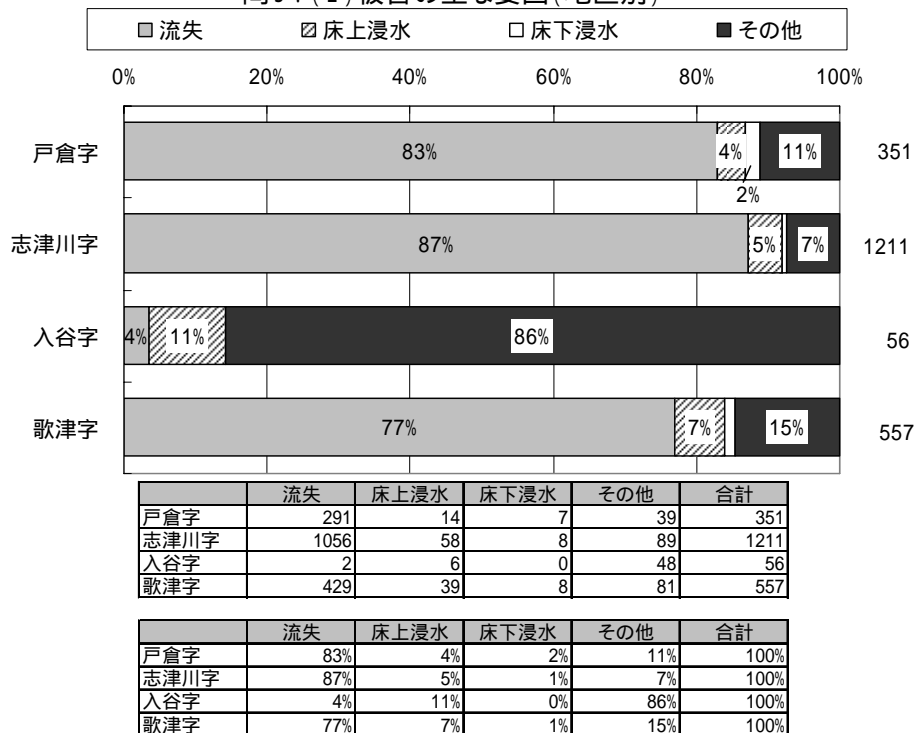 ■流失 床上浸水 □床下浸水 ■その他
0% 20% 40% 60% 80% 100%
戸倉字 83% 4% 11% 351
2%
志津川字 87% 5% 7% 1211
入谷字 4% 11% 86% 56
歌津字 77% 7% 15% 557
流失 床上浸水 床下浸水 その他 合計
戸倉字 291 14 7 39 351
志津川字 1056 58 8 89 1211
入谷字 2 6 0 48 56
歌津字 429 39 8 81 557
流失 床上浸水 床下浸水 その他 合計
戸倉字 83% 4% 2% 11% 100%
志津川字 87% 5% 1% 7% 100%
入谷字 4% 11% 0% 86% 100%
歌津字 77% 7% 1% 15% 100%